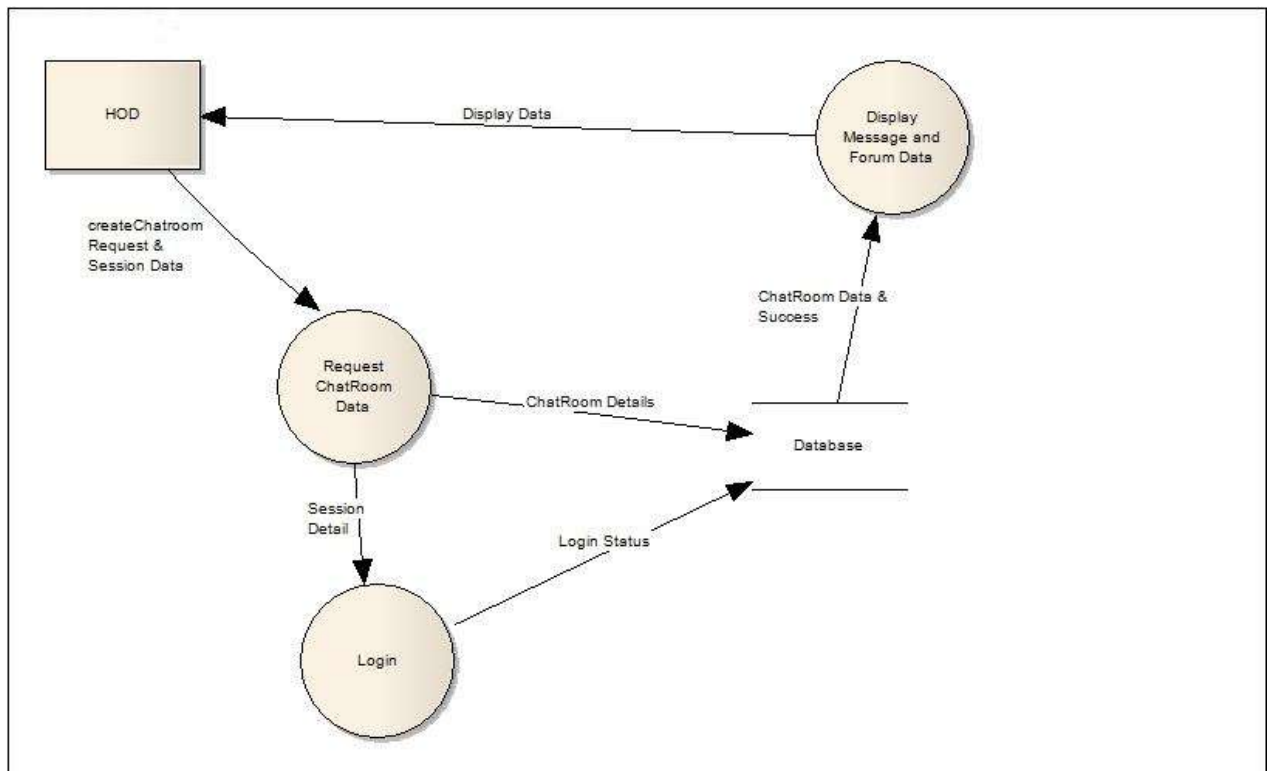 HOD
Display Data
Display
Message and
Forum Data
createChatroom
Request &
Session Data
ChatRoom Data &
Success
Request
ChatRoom
Data
ChatRoom Details
Database
Session
Detail
Login Status
Login